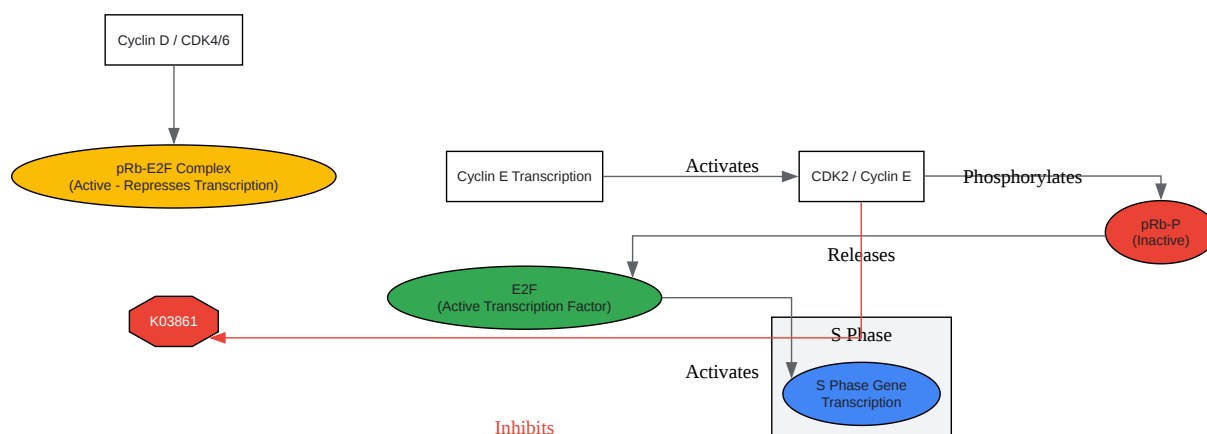 Cyclin D / CDK4/6
pRb-E2F Complex
(Active - Represses Transcription)
Cyclin E Transcription
Activates
CDK2 / Cyclin E
Phosphorylates
pRb-P
(Inactive)
Releases
E2F
(Active Transcription Factor)
K03861
S Phase
Activates
S Phase Gene
Transcription
Inhibits